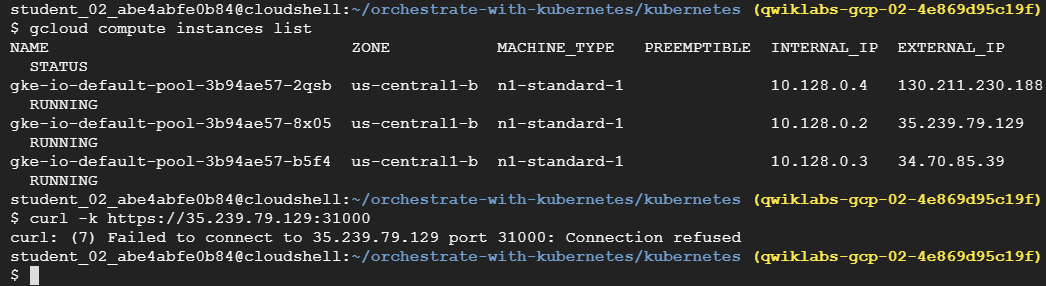 student_02_abe4abfe0b84@cloudshell:~/orchestrate-with-kubernetes/kubernetes (qwiklabs-gcp-02-4e869d95c19f)
$ gcloud compute instances list
NAME ZONE MACHINE_TYPE PREEMPTIBLE INTERNAL_IP EXTERNAL_IP
STATUS
gke-io-default-pool-3b94ae57-2qsb us-central1-b n1-standard-1 10.128.0.4 130.211.230.188
RUNNING
gke-io-default-pool-3b94ae57-8x05 us-central1-b n1-standard-1 10.128.0.2 35.239.79.129
RUNNING
gke-io-default-pool-3b94ae57-b5f4 us-central1-b n1-standard-1 10.128.0.3 34.70.85.39
RUNNING
student_02_abe4abfe0b84@cloudshell:~/orchestrate-with-kubernetes/kubernetes (qwiklabs-gcp-02-4e869d95c19f)
$ curl -k https://35.239.79.129:31000
curl: (7) Failed to connect to 35.239.79.129 port 31000: Connection refused
student_02_abe4abfe0b84@cloudshell:~/orchestrate-with-kubernetes/kubernetes (qwiklabs-gcp-02-4e869d95c19f)
$